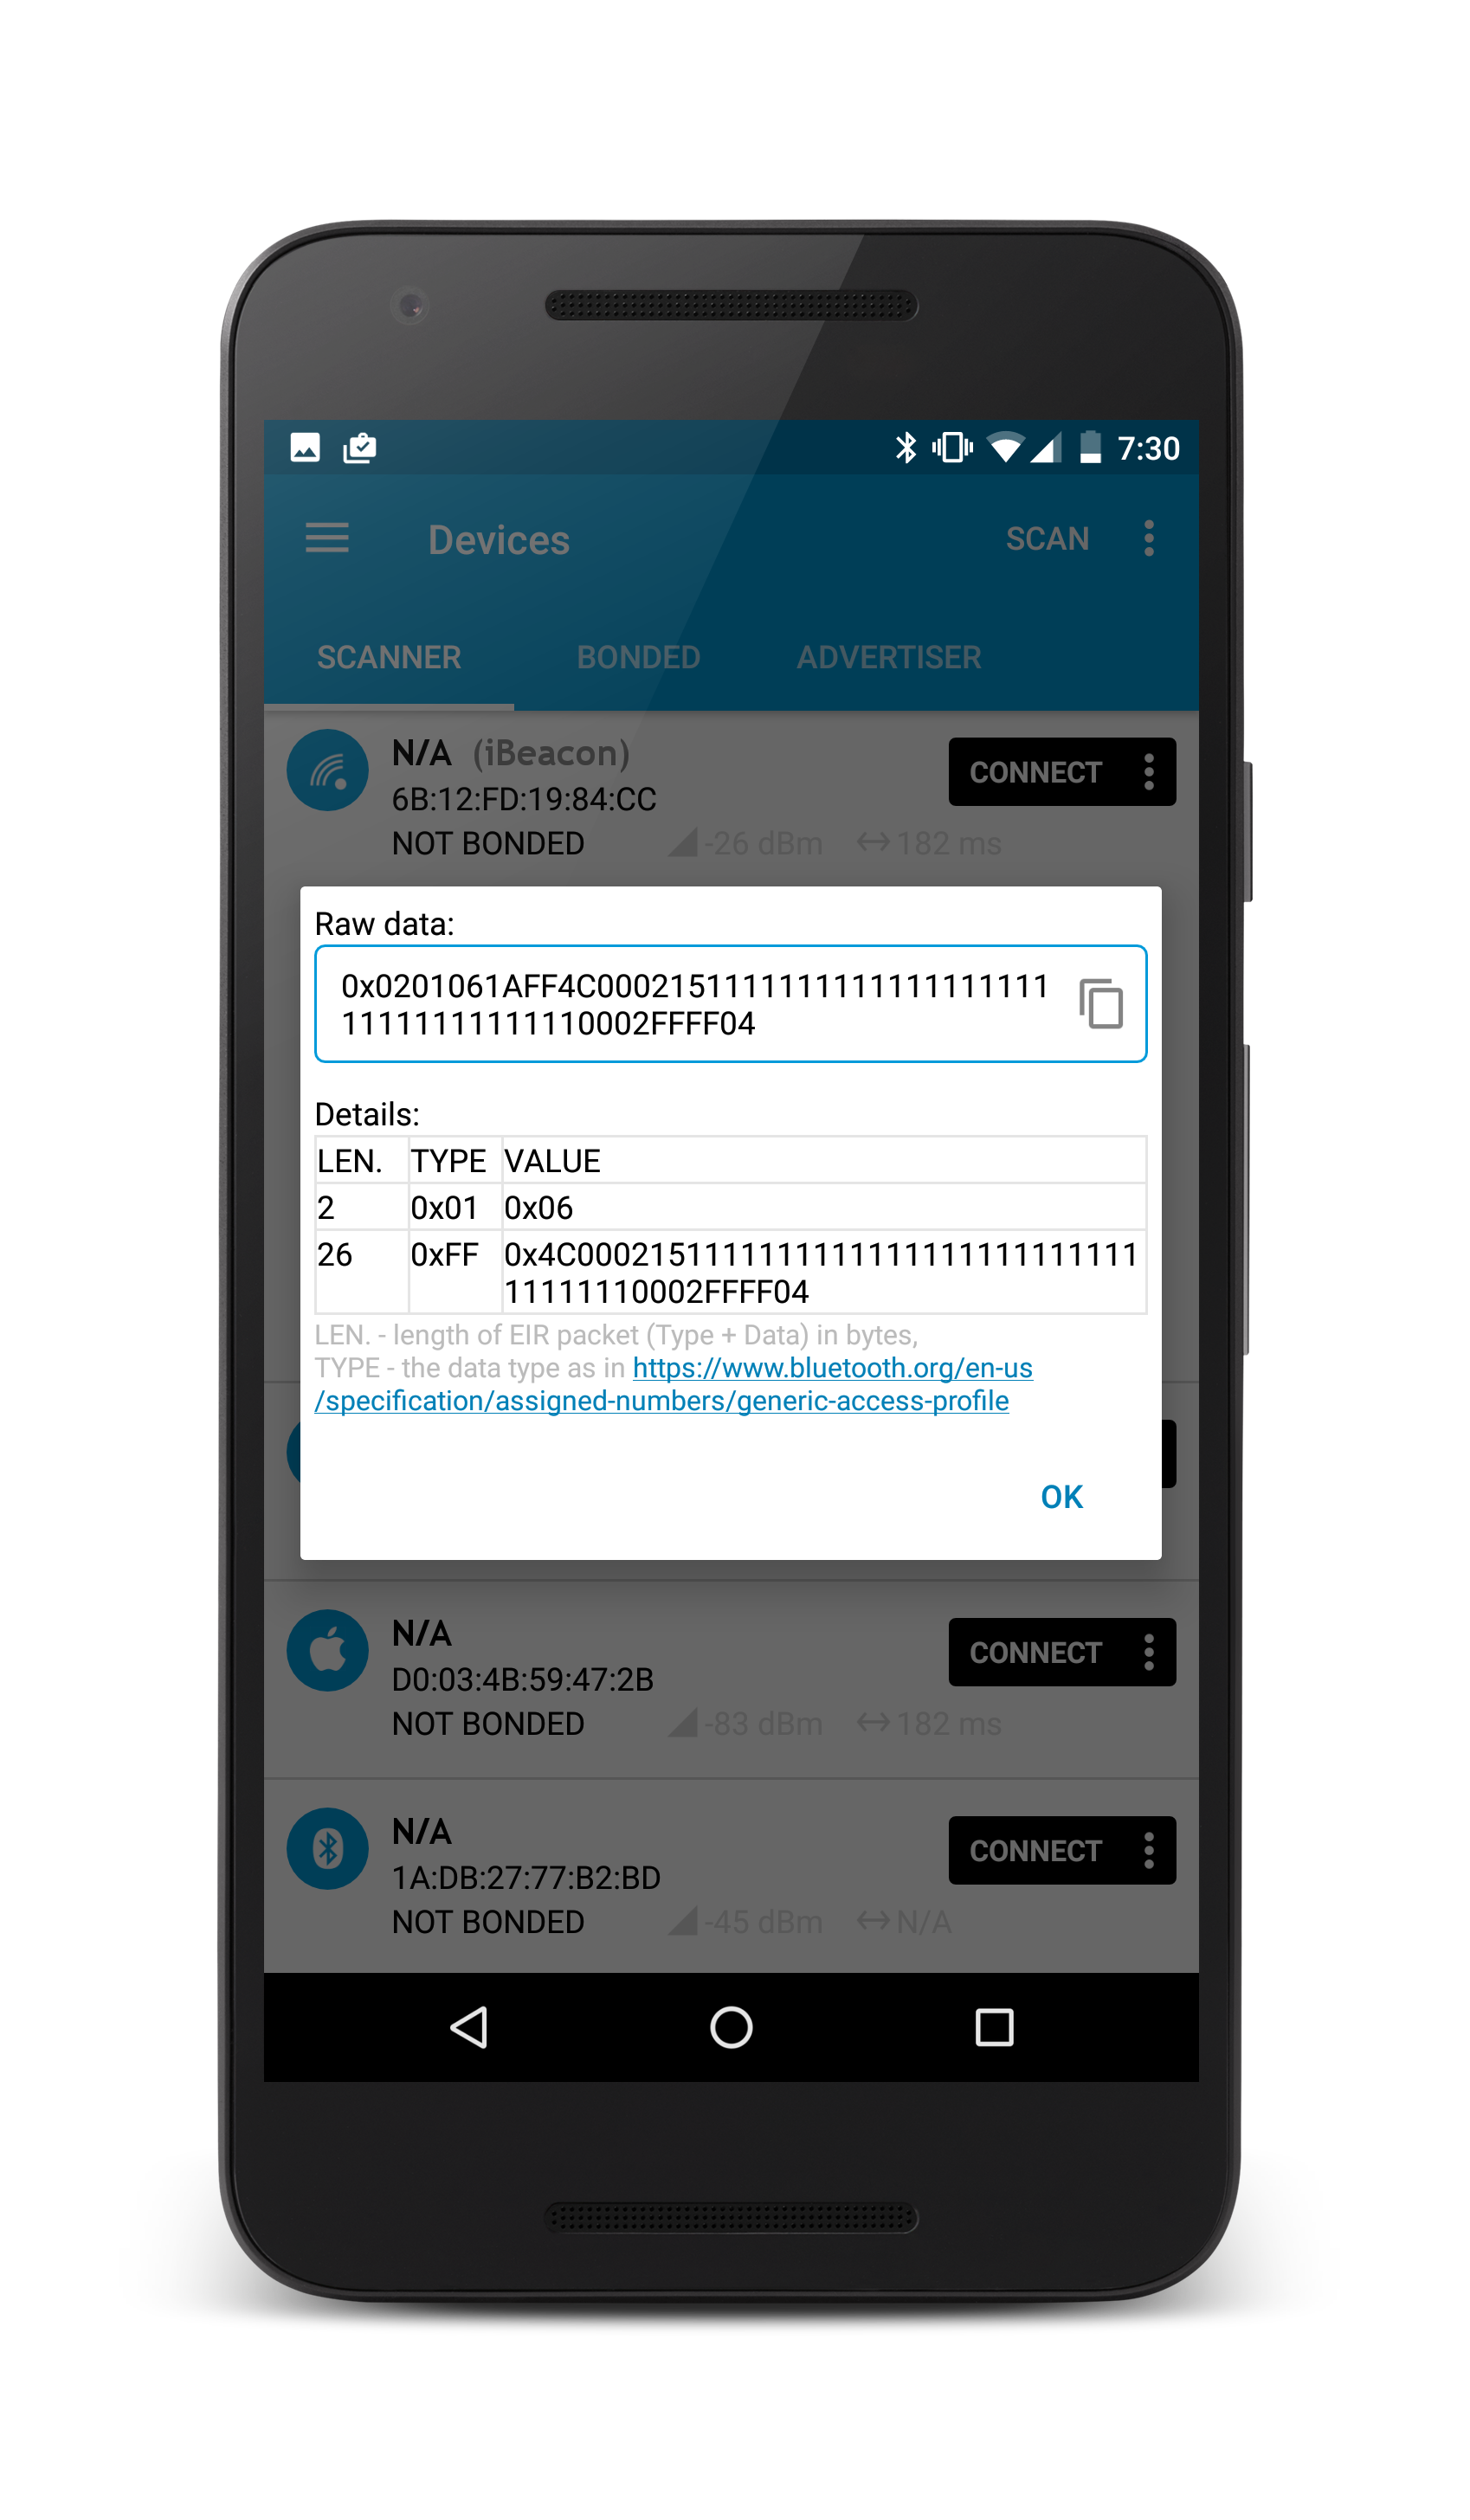 7:30
Devices
SCAN
SCANNER
BONDED
ADVERTISER
N/A (iBeacon)
CONNECT
6B:12:FD:19:84:CC
NOT BONDED -26 dBm 182 ms
Raw data:
0x0201061AFF4C0002151111111111111111111
11111111111110002FFFF04
Details:
LEN. TYPE VALUE
2 0x01 0x06
26 0xFF 0x4C0002151111111111111111111111111
11111110002FFFF04
LEN. - length of EIR packet (Type + Data) in bytes,
TYPE - the data type as in https://www.bluetooth.org/en-us
/specification/assigned-numbers/generic-access-profile
OK
N/A
CONNECT
D0:03:4B:59:47:2B
NOT BONDED -83 dBm 182 ms
N/A
CONNECT
1A:DB:27:77:B2:BD
NOT BONDED -45 dBm N/A